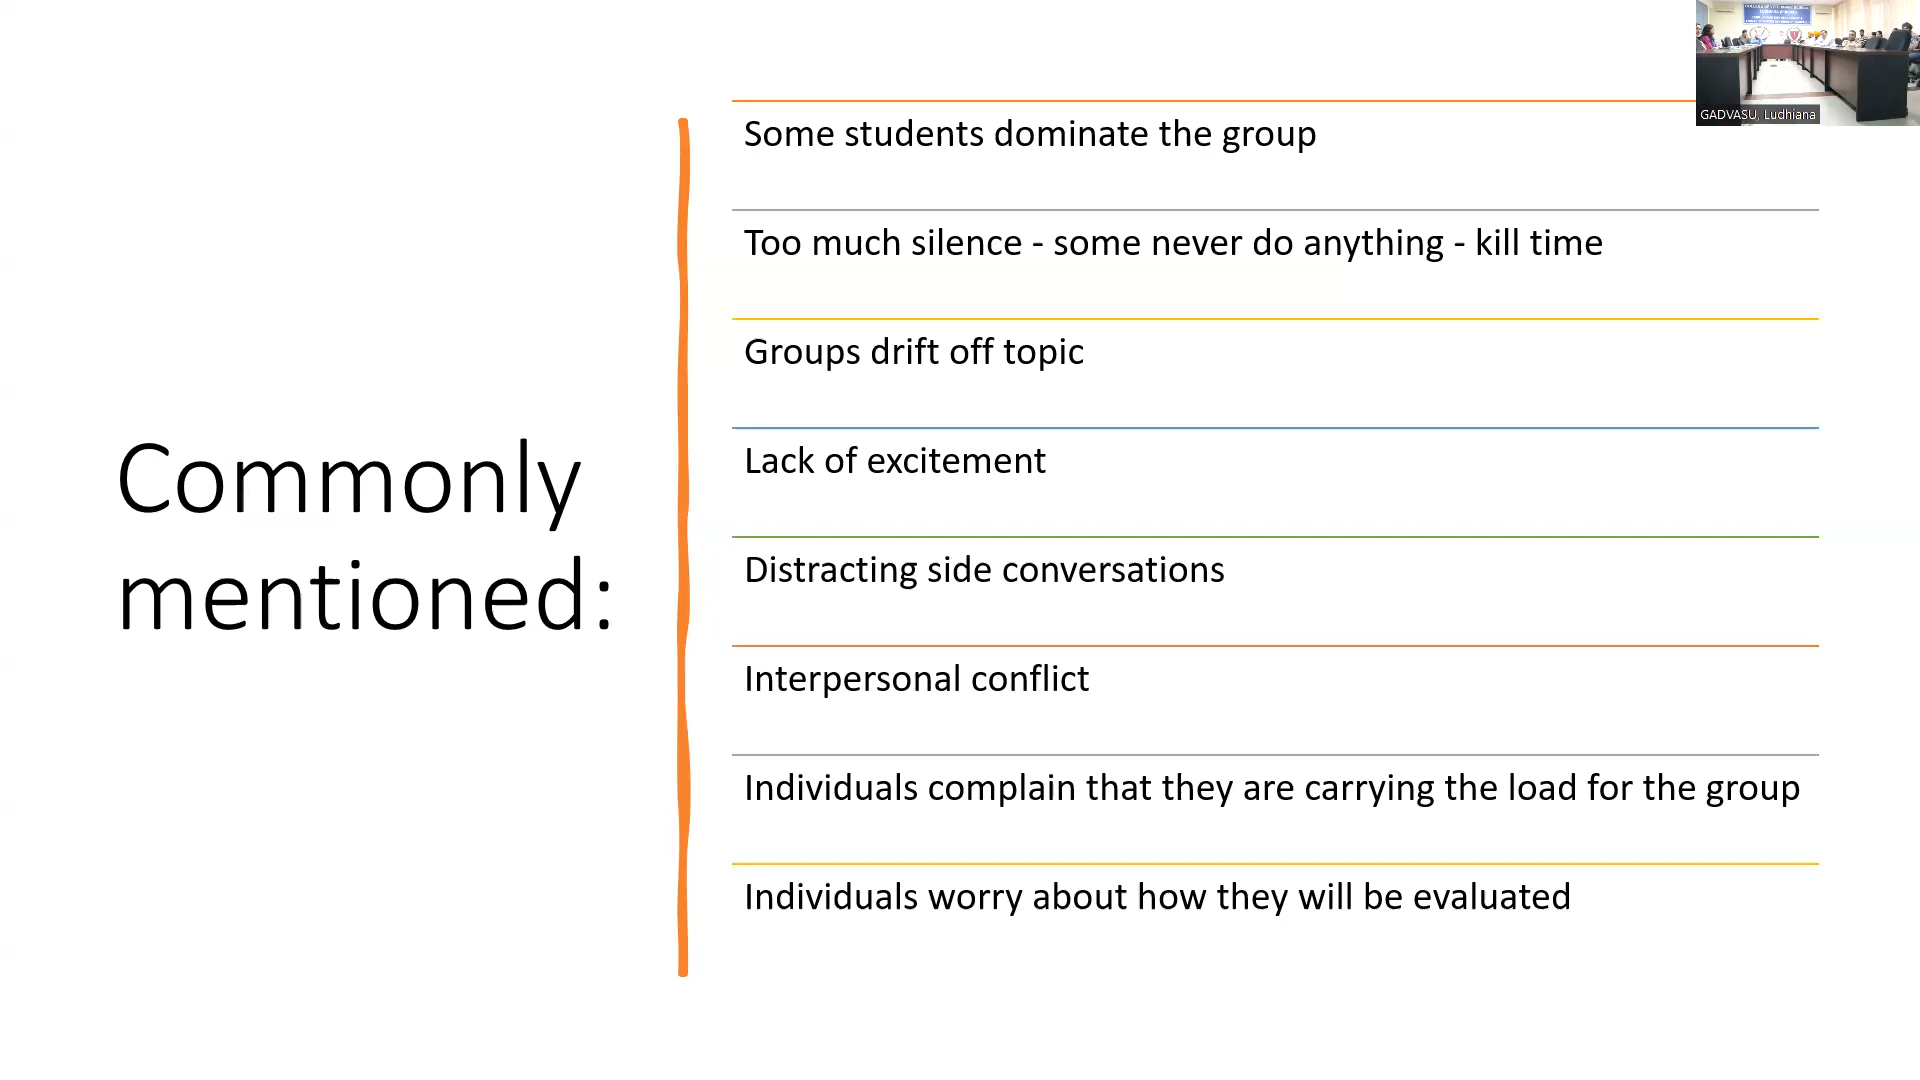 Commonly
mentioned:
Some students dominate the group
Too much silence - some never do anything - kill time
Groups drift off topic
Lack of excitement
Distracting side conversations
Interpersonal conflict
Individuals complain that they are carrying the load for the group
Individuals worry about how they will be evaluated
GADVASU, Ludhiana